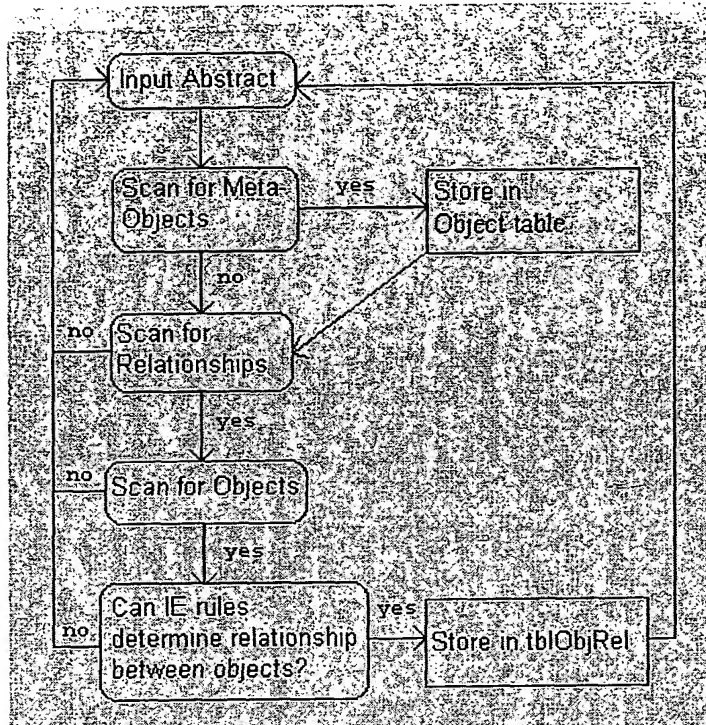 Input Abstract
Scan for Meta-
Objects
yes
Store in
Object table
no
no
Scan for
Relationships
yes
no
Scan for Objects
yes
Can IE rules
determine relationship
between objects?
no
yes
Store in tblObjRel